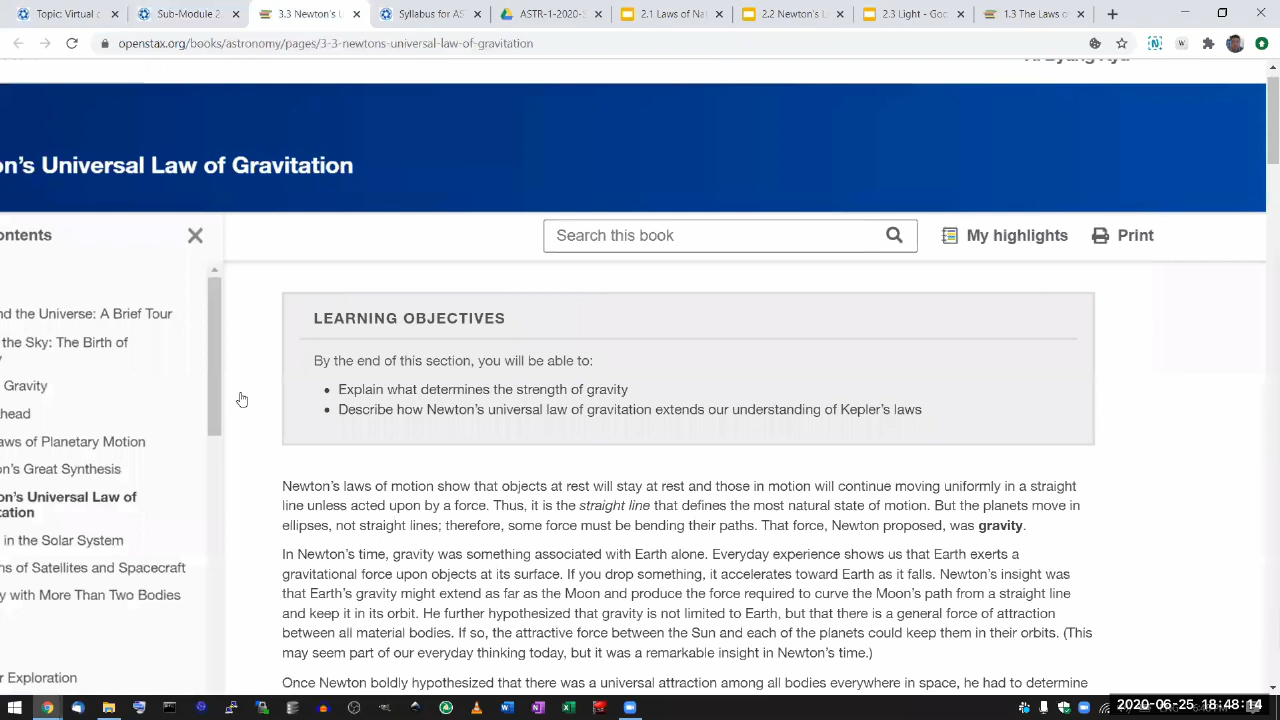 Topic: Virtual c
Sub-Module 2
3.3 Newton's U
Syllabus for AS
ASTR-1-2020-S
2.1 Laws of Na
2.2 Newton's
2.3 Light - Goo
1.3 The Laws o
openstax.org/books/astronomy/pages/3-3-newtons-universal-law-of-gravitation
on's Universal Law of Gravitation
ontents
Search this book
My highlights
Print
nd the Universe: A Brief Tour
the Sky: The Birth of
y
Gravity
head
aws of Planetary Motion
on's Great Synthesis
on's Universal Law of
tation
in the Solar System
ns of Satellites and Spacecraft
y with More Than Two Bodies
r Exploration
LEARNING OBJECTIVES
By the end of this section, you will be able to:
• Explain what determines the strength of gravity
• Describe how Newton's universal law of gravitation extends our understanding of Kepler's laws
Newton's laws of motion show that objects at rest will stay at rest and those in motion will continue moving uniformly in a straight
line unless acted upon by a force. Thus, it is the straight line that defines the most natural state of motion. But the planets move in
ellipses, not straight lines; therefore, some force must be bending their paths. That force, Newton proposed, was gravity.
In Newton's time, gravity was something associated with Earth alone. Everyday experience shows us that Earth exerts a
gravitational force upon objects at its surface. If you drop something, it accelerates toward Earth as it falls. Newton's insight was
that Earth's gravity might extend as far as the Moon and produce the force required to curve the Moon's path from a straight line
and keep it in its orbit. He further hypothesized that gravity is not limited to Earth, but that there is a general force of attraction
between all material bodies. If so, the attractive force between the Sun and each of the planets could keep them in their orbits. (This
may seem part of our everyday thinking today, but it was a remarkable insight in Newton's time.)
Once Newton boldly hypothesized that there was a universal attraction among all bodies everywhere in space, he had to determine
2020-06-25 18:48:14